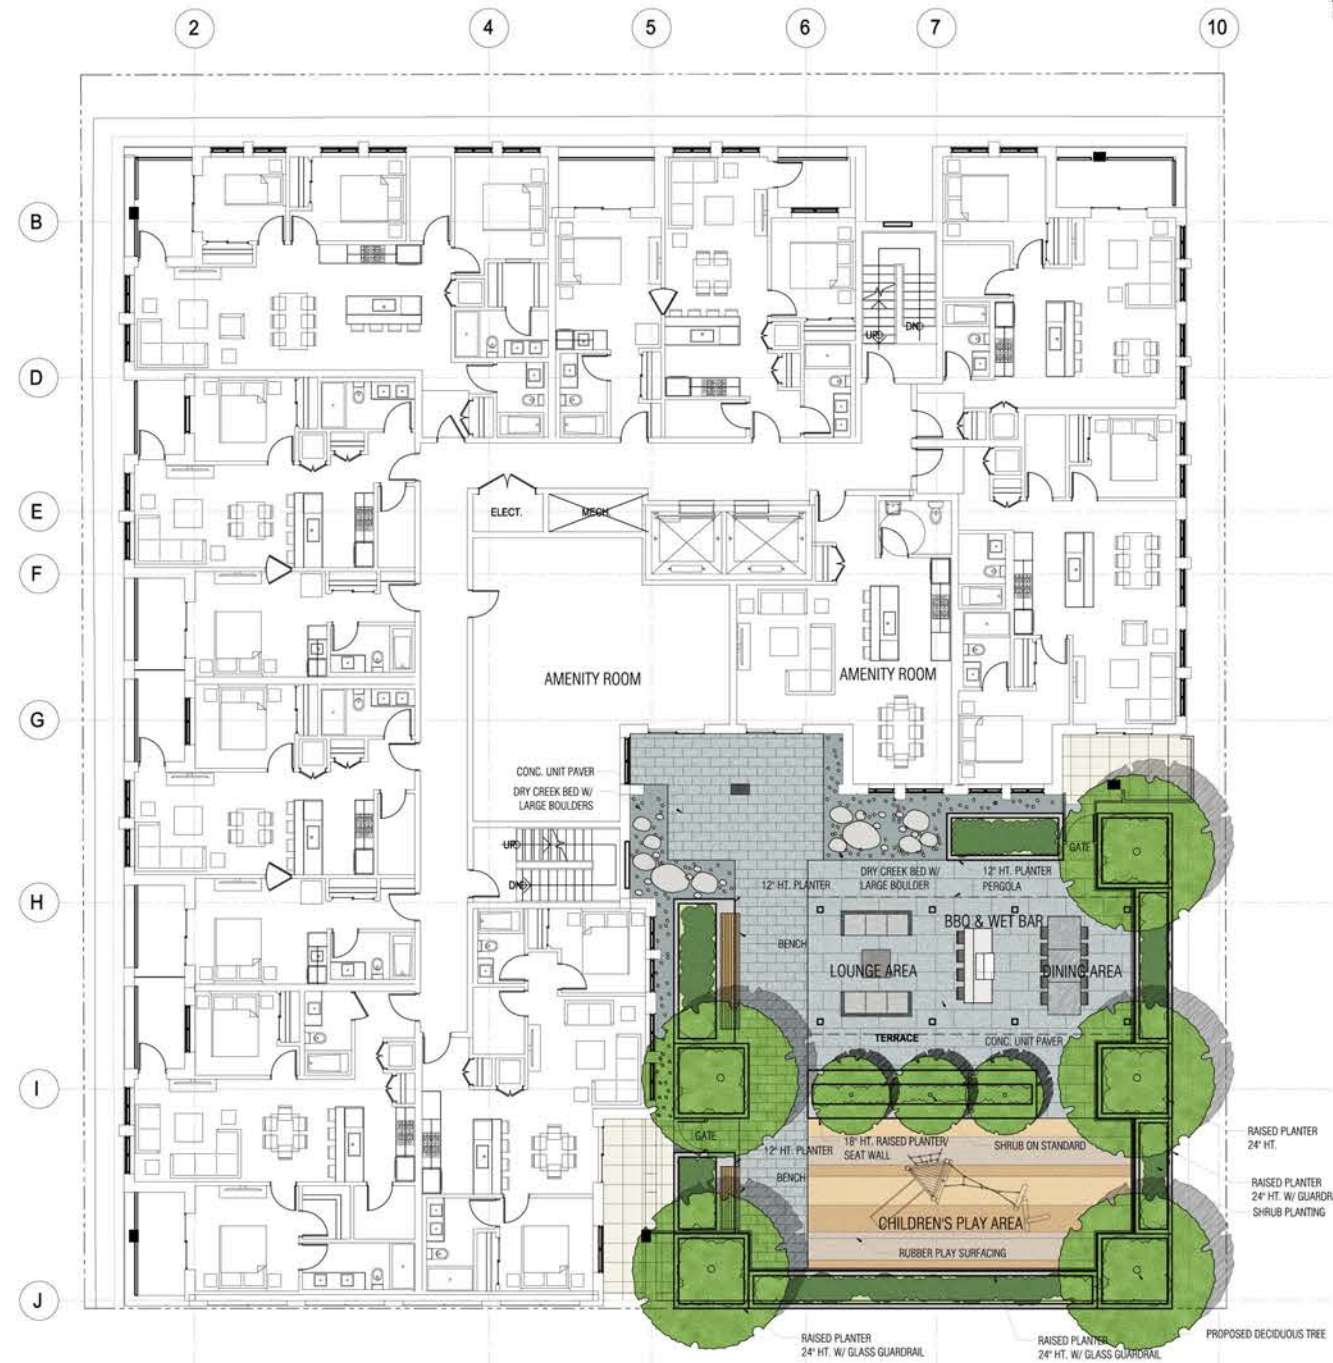 2
4
5
6
7
10
B
D
E
F
G
H
I
J
UP
DN
ELECT.
MECH
AMENITY ROOM
AMENITY ROOM
CONC. UNIT PAVER
DRY CREEK BED W/
LARGE BOULDERS
UP
DN
GATE
DRY CREEK BED W/
LARGE BOULDER
12" HT. PLANTER
PERGOLA
12" HT. PLANTER
BENCH
BBQ & WET BAR
LOUNGE AREA
DINING AREA
TERRACE
CONC. UNIT PAVER
GATE
12" HT. PLANTER
18" HT. RAISED PLANTER/
SEAT WALL
SHRUB ON STANDARD
BENCH
CHILDREN'S PLAY AREA
RUBBER PLAY SURFACING
RAISED PLANTER
24" HT.
RAISED PLANTER
24" HT. W/ GUARDR
SHRUB PLANTING
PROPOSED DECIDUOUS TREE
RAISED PLANTER
24" HT. W/ GLASS GUARDRAIL
RAISED PLANTER
24" HT. W/ GLASS GUARDRAIL